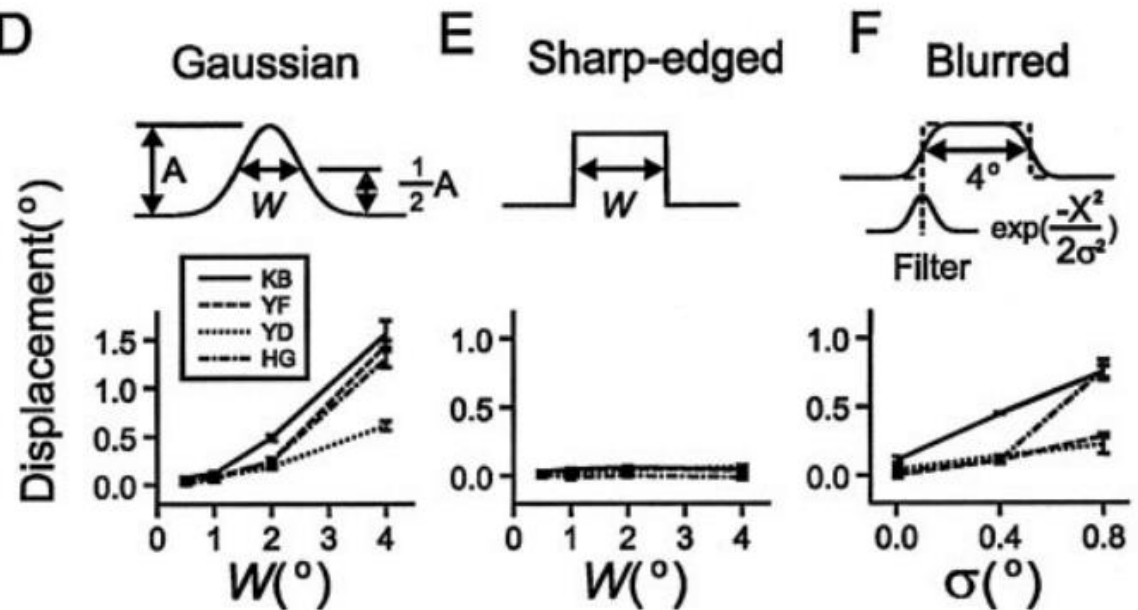 D
Gaussian
A
W
1/2 A
KB
YF
YD
HG
Displacement(°)
1.5
1.0
0.5
0.0
0 1 2 3 4
W(°)
E
Sharp-edged
W
1.0
0.5
0.0
0 1 2 3 4
W(°)
F
Blurred
4°
exp(-X²/2σ²)
Filter
1.0
0.5
0.0
0.0 0.4 0.8
σ(°)